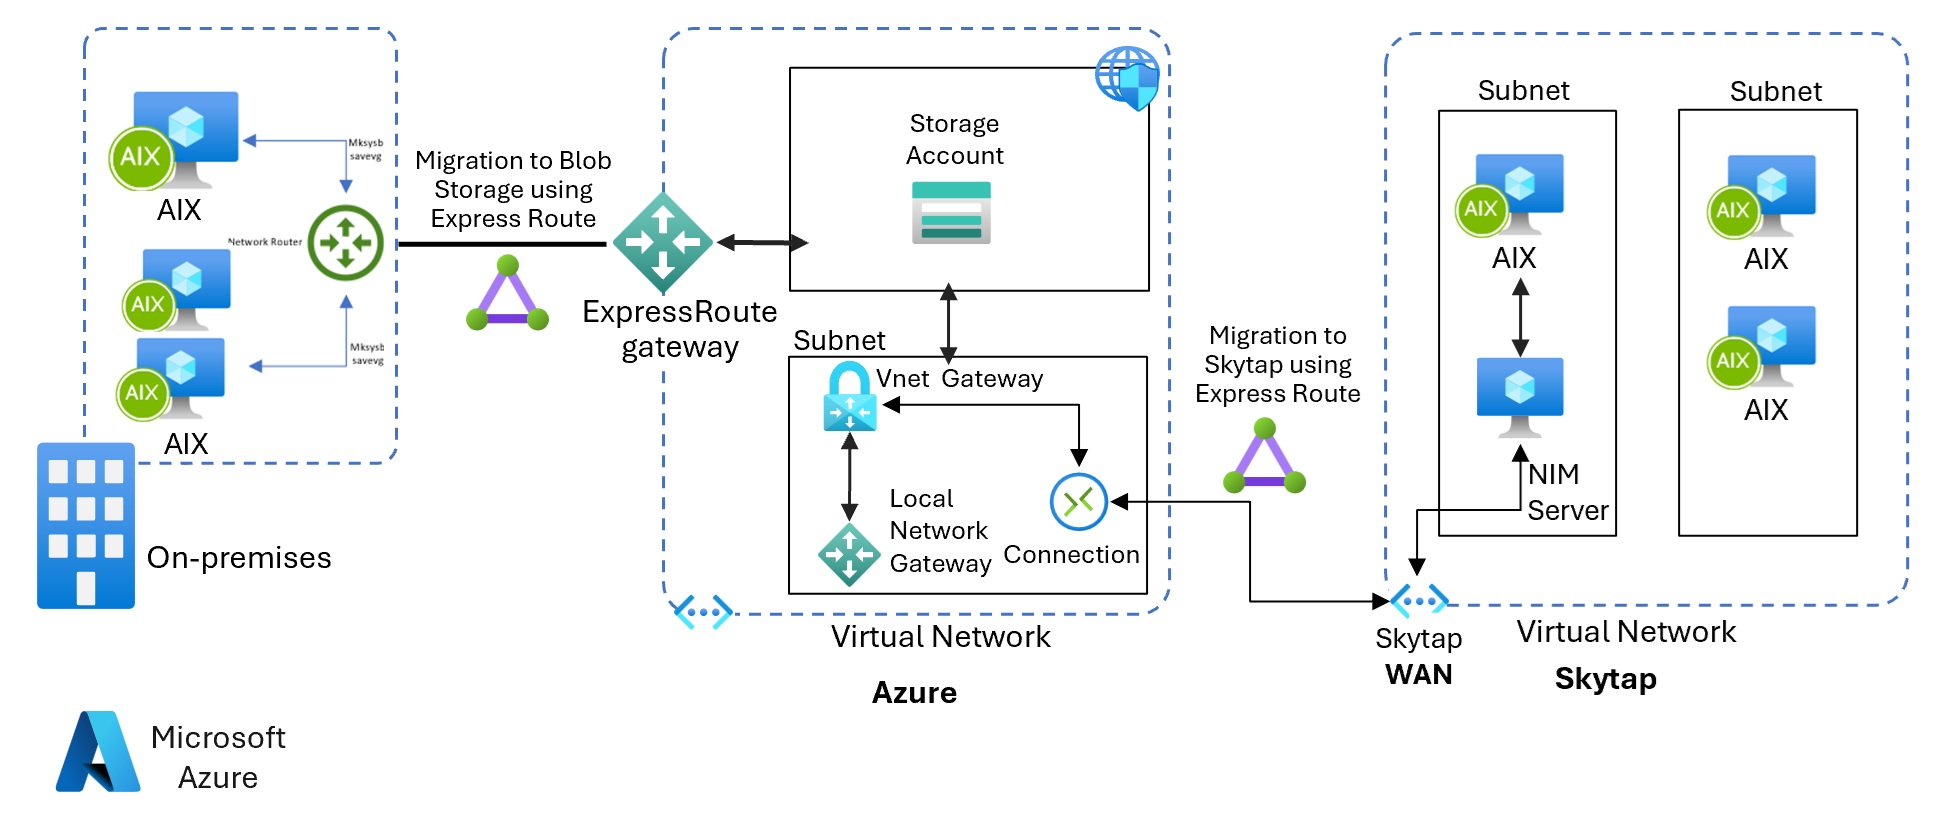 AIX
AIX
Mksysb
savevg
Network Router
AIX
AIX
AIX
Mksysb
savevg
On-premises
Migration to Blob
Storage using
Express Route
ExpressRoute
gateway
Storage
Account
Subnet
Vnet Gateway
Local
Network
Gateway
Connection
Virtual Network
Azure
Migration to
Skytap using
Express Route
Subnet
AIX
AIX
NIM
Server
Subnet
AIX
AIX
AIX
AIX
Skytap
WAN
Virtual Network
Skytap
Microsoft
Azure